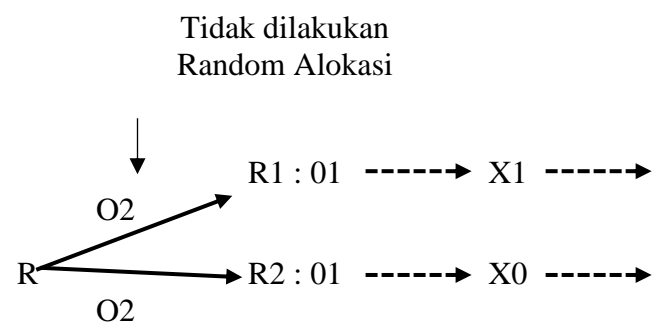 Tidak dilakukan
Random Alokasi
R1 : 01 X1
O2
R R2 : 01 X0
O2